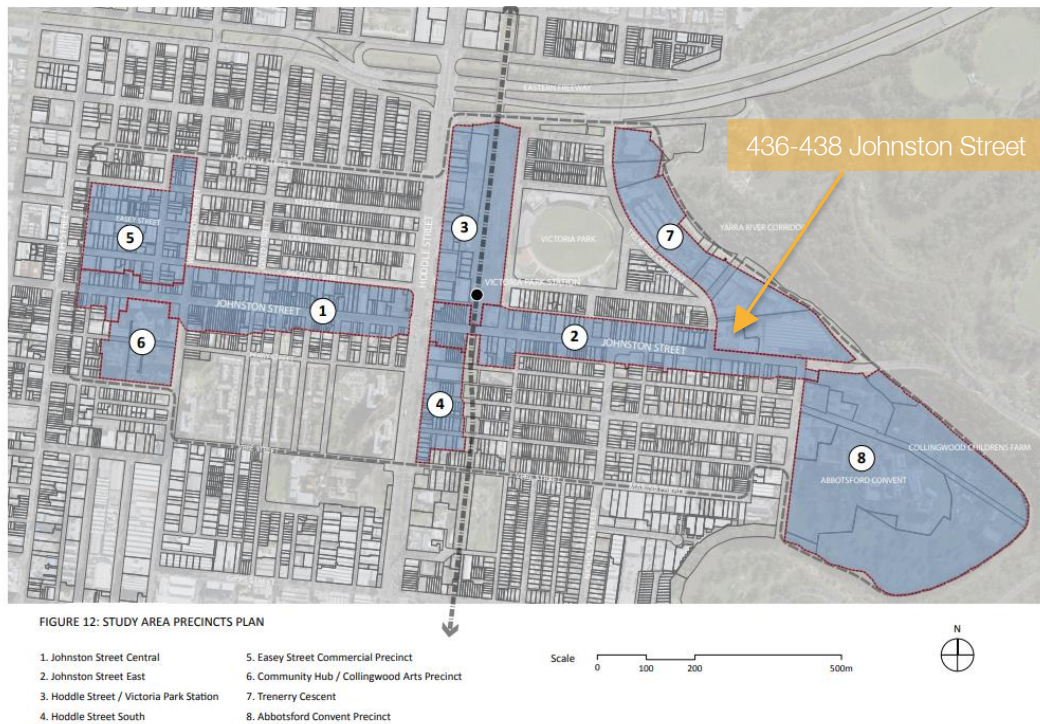 EASTERN FREEWAY
436-438 Johnston Street
EASEY STREET
5
HODDLE STREET
3
VICTORIA PARK
7
YARRA RIVER CORRIDOR
VICTORIA PARK STATION
JOHNSTON STREET
1
2
JOHNSTON STREET
6
4
8
COLLINGWOOD CHILDRENS FARM
ABBOTSFORD CONVENT
FIGURE 12: STUDY AREA PRECINCTS PLAN
1. Johnston Street Central
2. Johnston Street East
3. Hoddle Street / Victoria Park Station
4. Hoddle Street South
5. Easey Street Commercial Precinct
6. Community Hub / Collingwood Arts Precinct
7. Trenerry Cescent
8. Abbotsford Convent Precinct
Scale
0 100 200 500m
N